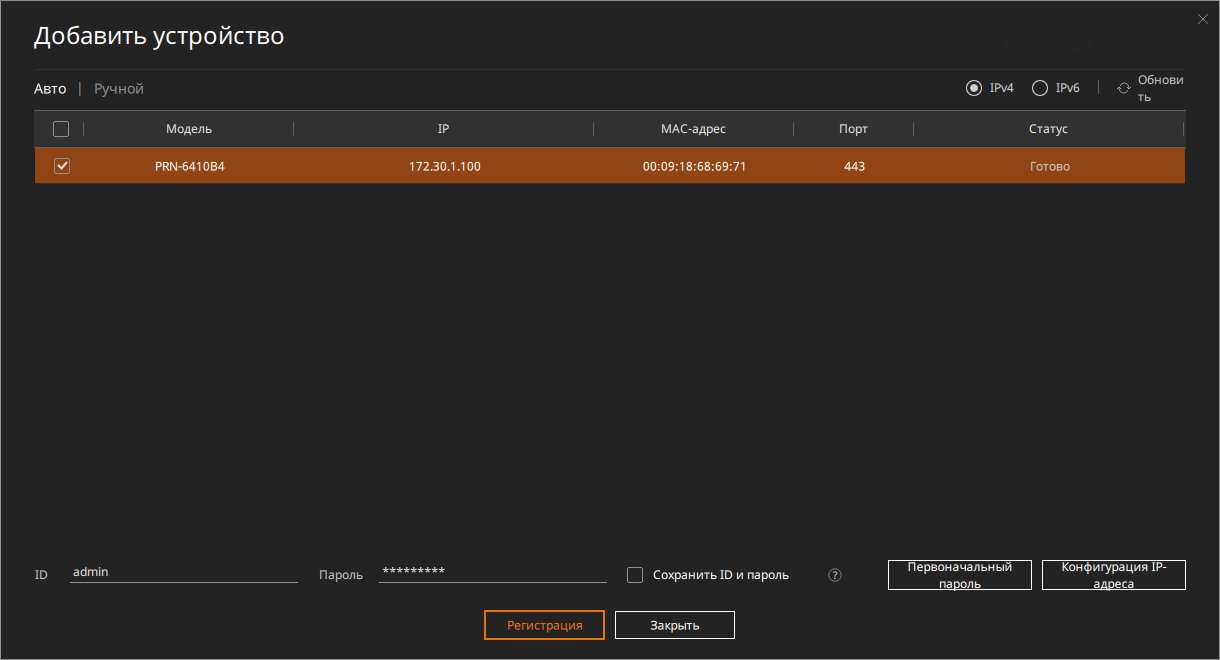 Добавить устройство
Авто | Ручной
IPv4 IPv6 | Обнови
ть
Модель IP MAC-адрес Порт Статус
PRN-6410B4 172.30.1.100 00:09:18:68:69:71 443 Готово
ID admin Пароль ********* Сохранить ID и пароль ?
Первоначальный
пароль
Конфигурация IP-
адреса
Регистрация Закрыть